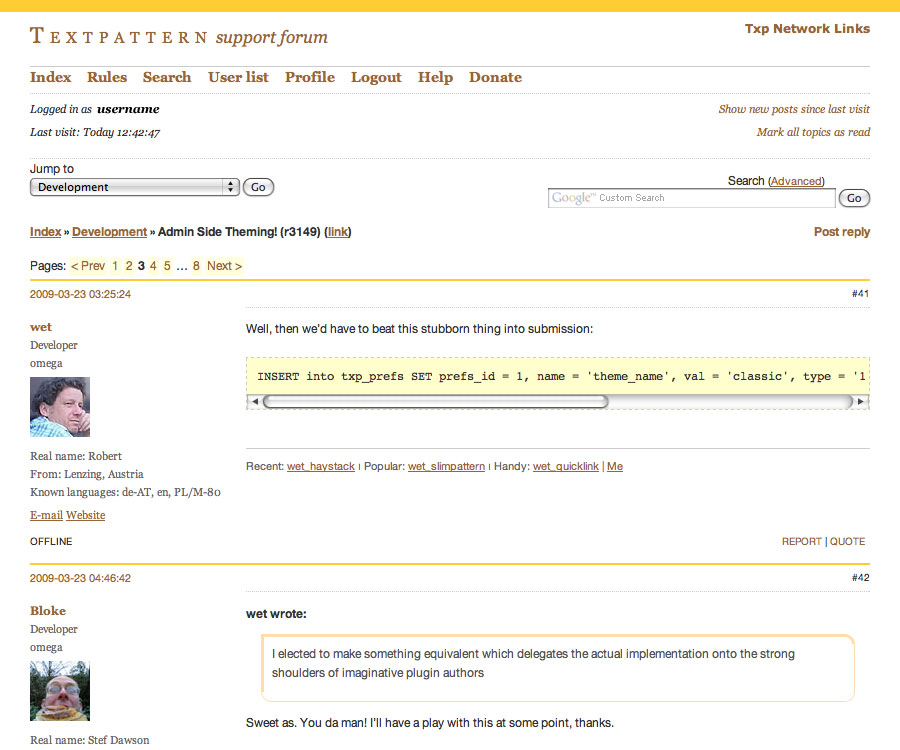 TEXTPATTERN support forum
Txp Network Links
Index Rules Search User list Profile Logout Help Donate
Logged in as username
Show new posts since last visit
Last visit: Today 12:42:47
Mark all topics as read
Jump to
Development Go
Search (Advanced)
Google™ Custom Search Go
Index » Development » Admin Side Theming! (r3149) (link)
Post reply
Pages: < Prev 1 2 3 4 5 … 8 Next >
2009-03-23 03:25:24
#41
wet
Developer
omega
Real name: Robert
From: Lenzing, Austria
Known languages: de-AT, en, PL/M-80
E-mail Website
OFFLINE
Well, then we’d have to beat this stubborn thing into submission:
INSERT into txp_prefs SET prefs_id = 1, name = 'theme_name', val = 'classic', type = '1
Recent: wet_haystack ı Popular: wet_slimpattern ı Handy: wet_quicklink | Me
REPORT | QUOTE
2009-03-23 04:46:42
#42
Bloke
Developer
omega
Real name: Stef Dawson
wet wrote:
I elected to make something equivalent which delegates the actual implementation onto the strong
shoulders of imaginative plugin authors
Sweet as. You da man! I’ll have a play with this at some point, thanks.